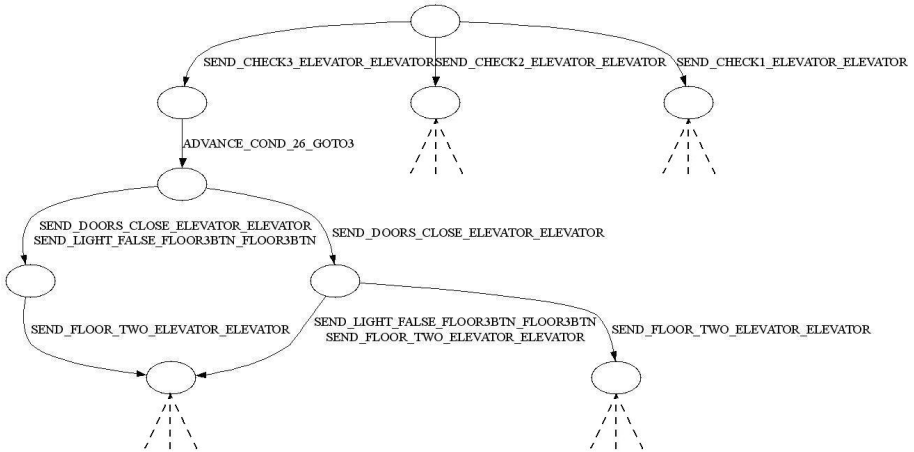 SEND_CHECK3_ELEVATOR_ELEVATOR
SEND_CHECK2_ELEVATOR_ELEVATOR
SEND_CHECK1_ELEVATOR_ELEVATOR
ADVANCE_COND_26_GOTO3
SEND_DOORS_CLOSE_ELEVATOR_ELEVATOR
SEND_LIGHT_FALSE_FLOOR3BTN_FLOOR3BTN
SEND_DOORS_CLOSE_ELEVATOR_ELEVATOR
SEND_FLOOR_TWO_ELEVATOR_ELEVATOR
SEND_LIGHT_FALSE_FLOOR3BTN_FLOOR3BTN
SEND_FLOOR_TWO_ELEVATOR_ELEVATOR
SEND_FLOOR_TWO_ELEVATOR_ELEVATOR